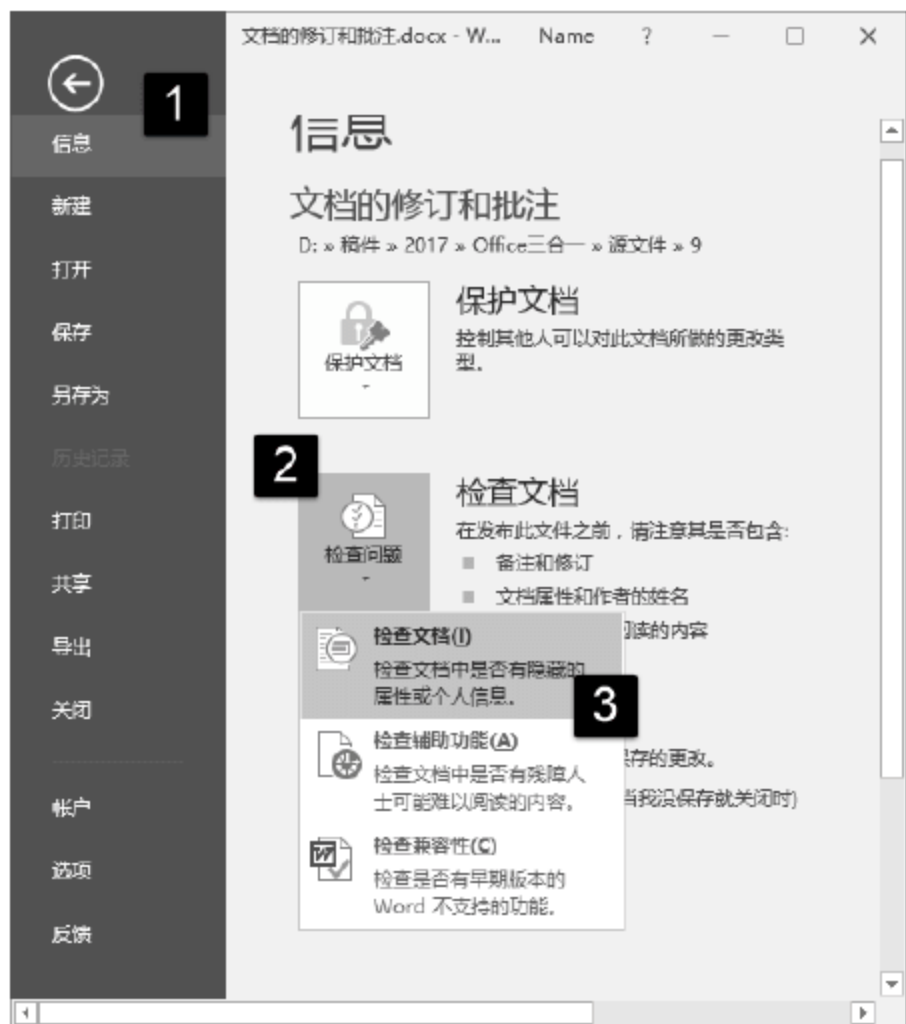 文档的修订和批注.docx - W... Name ?
1
信息
新建
打开
保存
另存为
历史记录
打印
共享
导出
关闭
帐户
选项
反馈
信息
文档的修订和批注
D: » 稿件 » 2017 » Office三合一 » 源文件 » 9
保护文档
保护文档
控制其他人可以对此文档所做的更改类
型。
2
检查问题
检查文档
在发布此文件之前，请注意其是否包含:
备注和修订
文档属性和作者的姓名
阅读的内容
检查文档(I)
检查文档中是否有隐藏的
属性或个人信息。
3
检查辅助功能(A)
检查文档中是否有残障人
士可能难以阅读的内容。
存的更改。
当我没保存就关闭时)
检查兼容性(C)
检查是否有早期版本的
Word 不支持的功能。